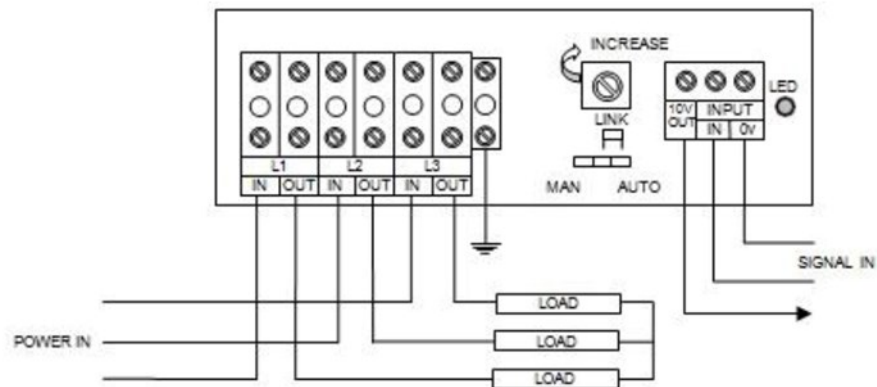 INCREASE
LED
LINK
10V OUT
INPUT
IN 0v
L1 L2 L3
IN OUT IN OUT IN OUT
MAN AUTO
SIGNAL IN
LOAD
POWER IN
LOAD
LOAD